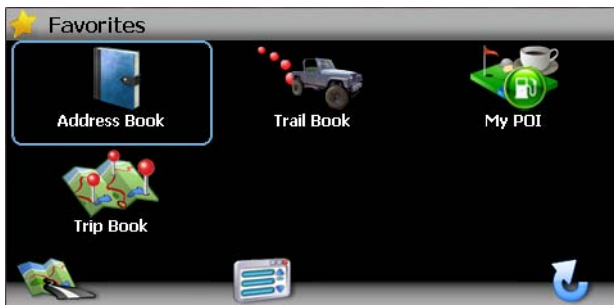 Favorites
Address Book
Trail Book
My POI
Trip Book